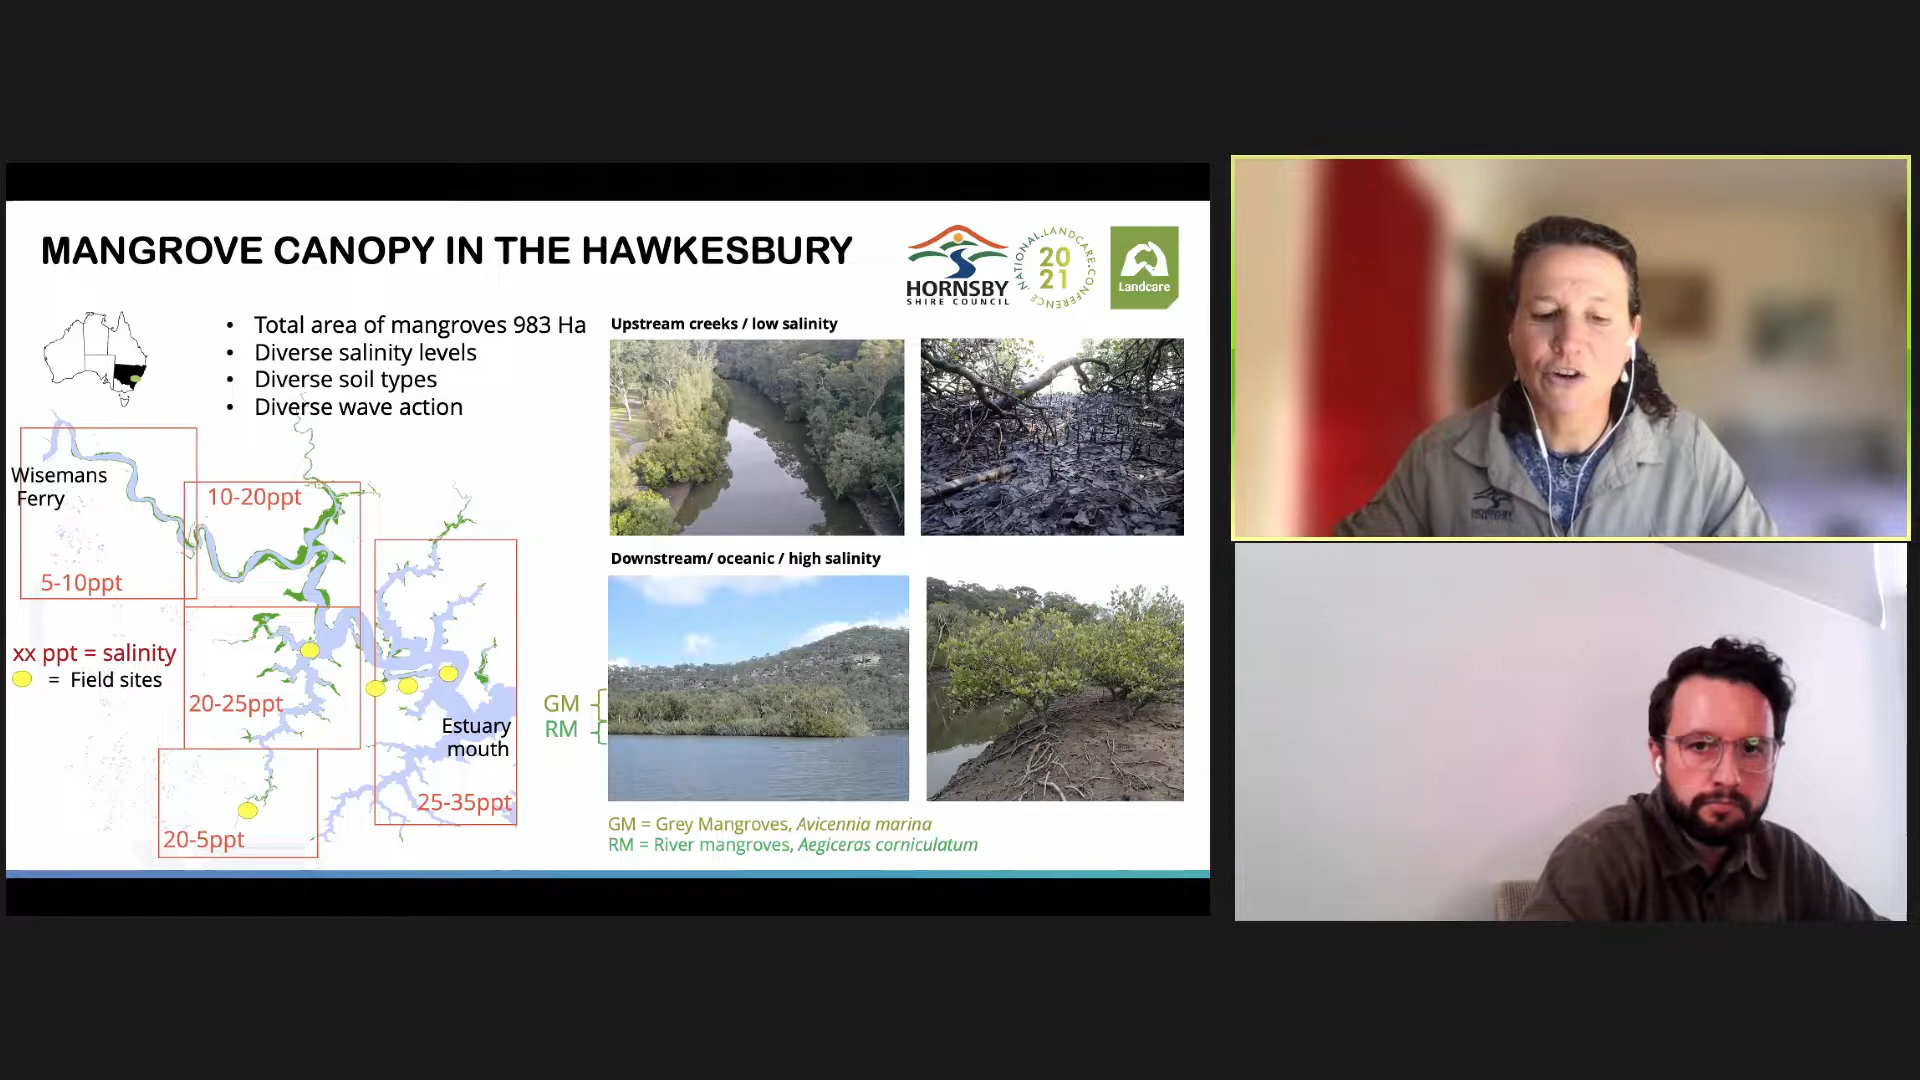 MANGROVE CANOPY IN THE HAWKESBURY
HORNSBY
SHIRE COUNCIL
NATIONAL.LANDCARE.CONFERENCE
20
21
Landcare
• Total area of mangroves 983 Ha
• Diverse salinity levels
• Diverse soil types
• Diverse wave action
Wisemans
Ferry
10-20ppt
5-10ppt
xx ppt = salinity
= Field sites
20-25ppt
Estuary
mouth
25-35ppt
20-5ppt
Upstream creeks / low salinity
Downstream/ oceanic / high salinity
GM
RM
GM = Grey Mangroves, Avicennia marina
RM = River mangroves, Aegiceras corniculatum
HORNSBY